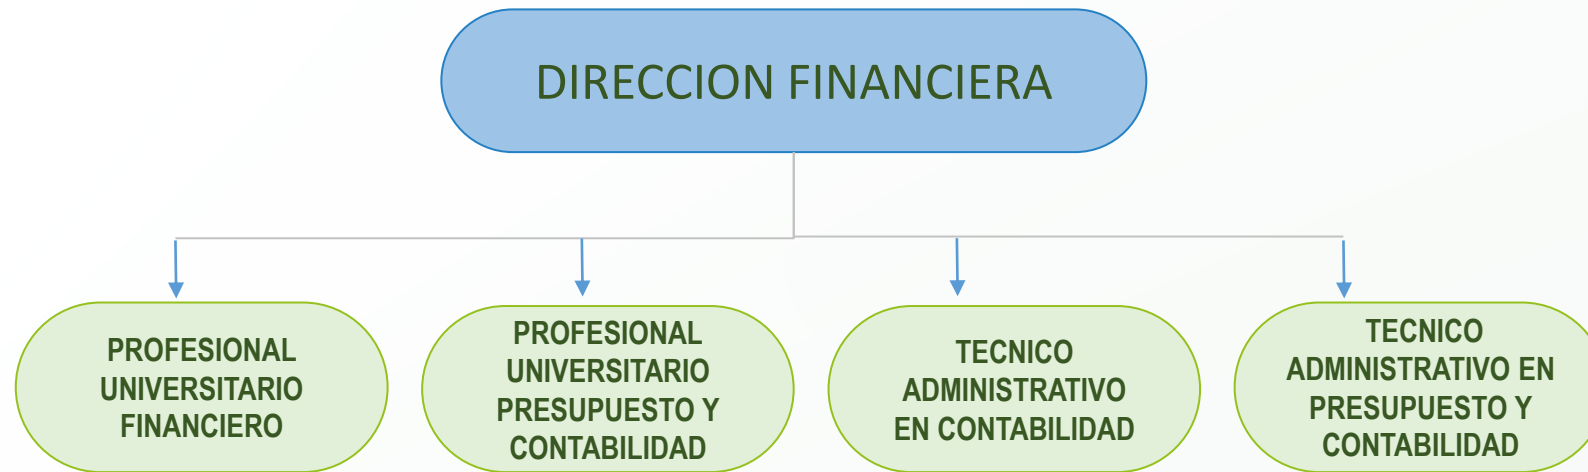 DIRECCION FINANCIERA
PROFESIONAL
UNIVERSITARIO
FINANCIERO
PROFESIONAL
UNIVERSITARIO
PRESUPUESTO Y
CONTABILIDAD
TECNICO
ADMINISTRATIVO
EN CONTABILIDAD
TECNICO
ADMINISTRATIVO EN
PRESUPUESTO Y
CONTABILIDAD